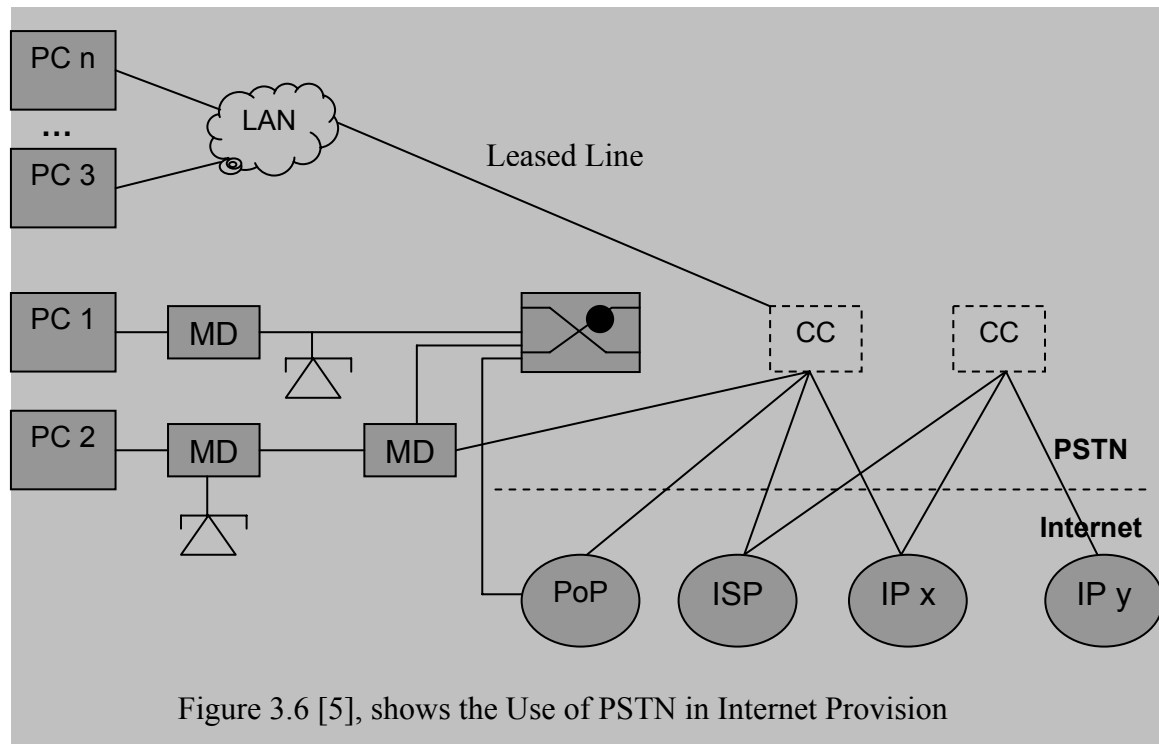 PC n
LAN
...
PC 3
Leased Line
PC 1
MD
CC
CC
PC 2
MD
MD
PSTN
Internet
PoP
ISP
IP x
IP y
Figure 3.6 [5], shows the Use of PSTN in Internet Provision